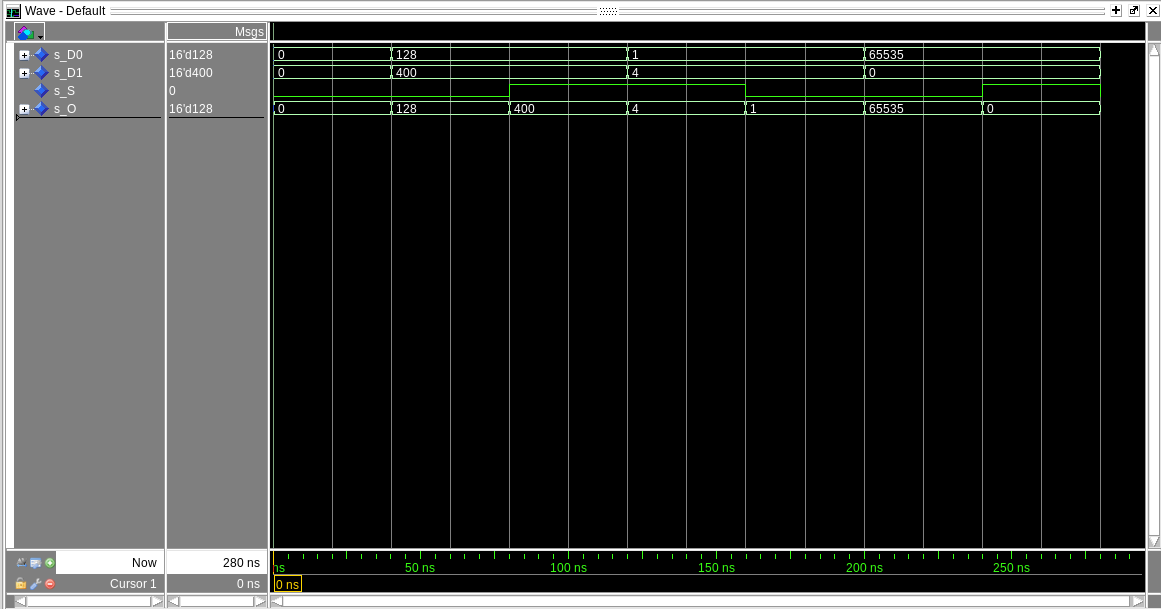 Wave - Default
Msgs
s_D0 16'd128 0 128 1 65535
s_D1 16'd400 0 400 4 0
s_S 0
s_O 16'd128 0 128 400 4 1 65535 0
Now 280 ns ns 50 ns 100 ns 150 ns 200 ns 250 ns
Cursor 1 0 ns 0 ns